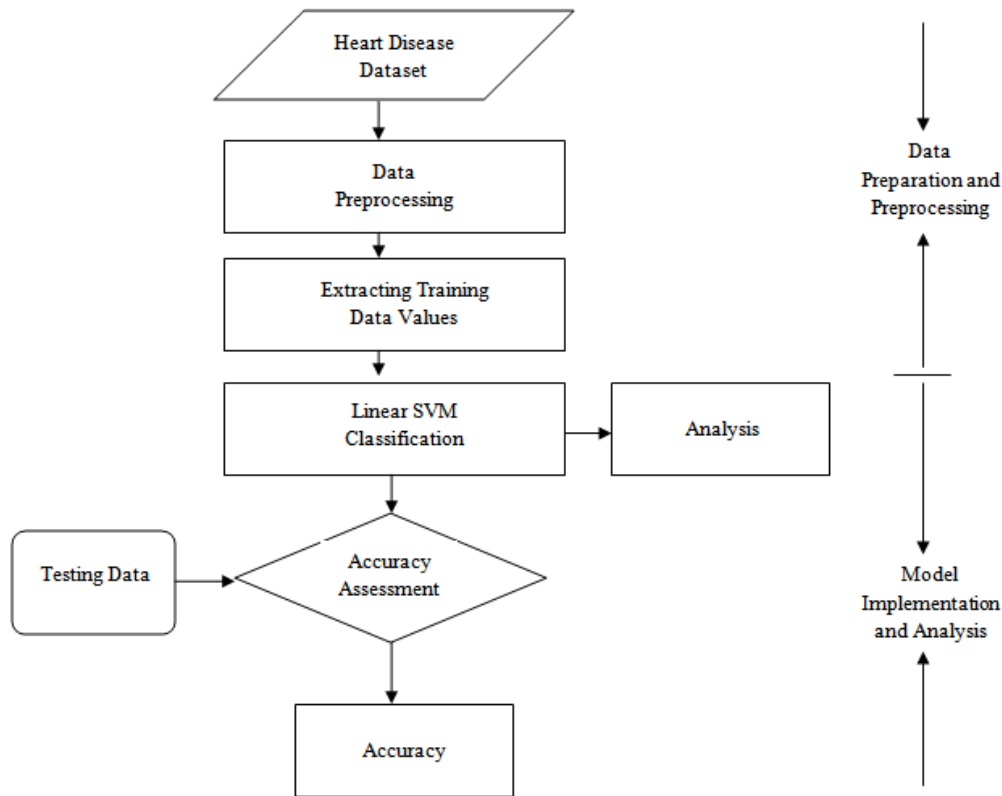 Heart Disease
Dataset
Data
Preprocessing
Extracting Training
Data Values
Linear SVM
Classification
Analysis
Testing Data
Accuracy
Assessment
Accuracy
Data
Preparation and
Preprocessing
Model
Implementation
and Analysis